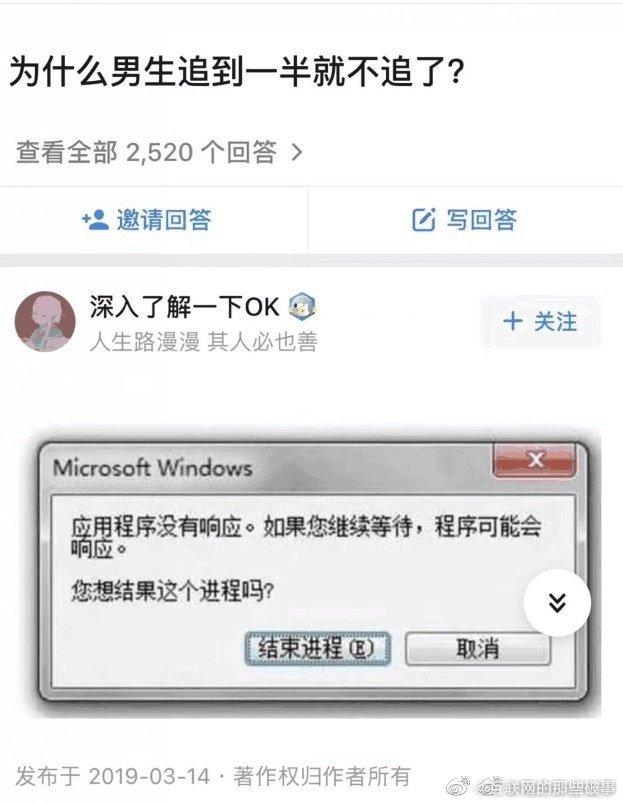 为什么男生追到一半就不追了?
查看全部 2,520 个回答
邀请回答
写回答
深入了解一下OK
+ 关注
人生路漫漫 其人必也善
Microsoft Windows
应用程序没有响应。如果您继续等待，程序可能会
响应。
您想结果这个进程吗?
结束进程(E)
取消
发布于 2019-03-14 · 著作权归作者所有
联网的那些破事